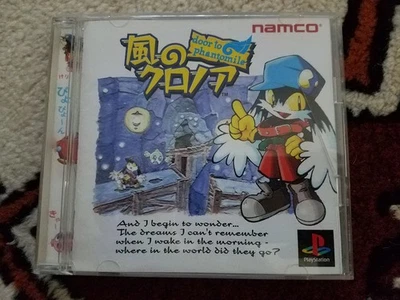 namco
風の
クロノア
door to
phantomile
And I begin to wonder...
The dreams I can't remember
when I wake in the morning -
where in the world did they go?
PlayStation